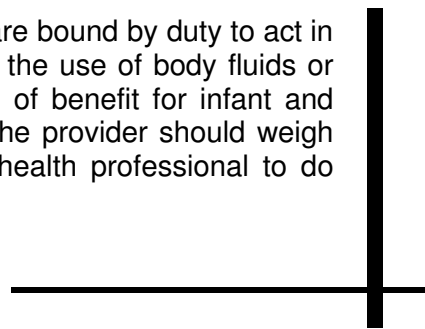 are bound by duty to act in
the use of body fluids or
of benefit for infant and
he provider should weigh
health professional to do